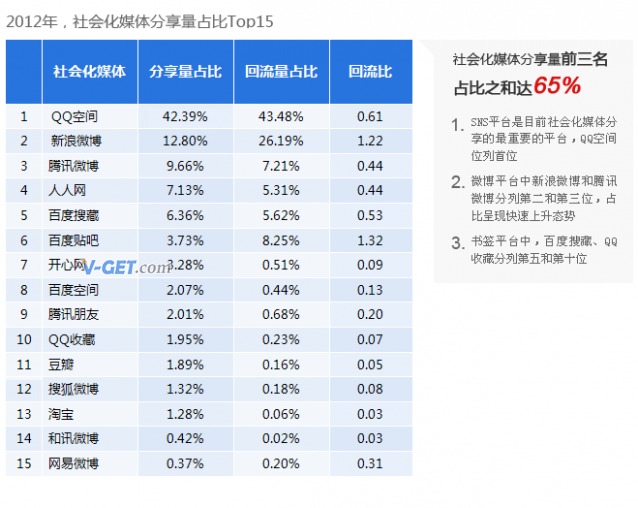 2012年，社会化媒体分享量占比Top15
社会化媒体 分享量占比 回流量占比 回流比
1 QQ空间 42.39% 43.48% 0.61
2 新浪微博 12.80% 26.19% 1.22
3 腾讯微博 9.66% 7.21% 0.44
4 人人网 7.13% 5.31% 0.44
5 百度搜藏 6.36% 5.62% 0.53
6 百度贴吧 3.73% 8.25% 1.32
7 开心网 3.28% 0.51% 0.09
V-GET.com
8 百度空间 2.07% 0.44% 0.13
9 腾讯朋友 2.01% 0.68% 0.20
10 QQ收藏 1.95% 0.23% 0.07
11 豆瓣 1.89% 0.16% 0.05
12 搜狐微博 1.32% 0.18% 0.08
13 淘宝 1.28% 0.06% 0.03
14 和讯微博 0.42% 0.02% 0.03
15 网易微博 0.37% 0.20% 0.31
社会化媒体分享量前三名
占比之和达65%
1. SNS平台是目前社会化媒体分
享的最重要的平台，QQ空间
位列首位
2. 微博平台中新浪微博和腾讯
微博分列第二和第三位，占
比呈现快速上升态势
3. 书签平台中，百度搜藏、QQ
收藏分列第五和第十位